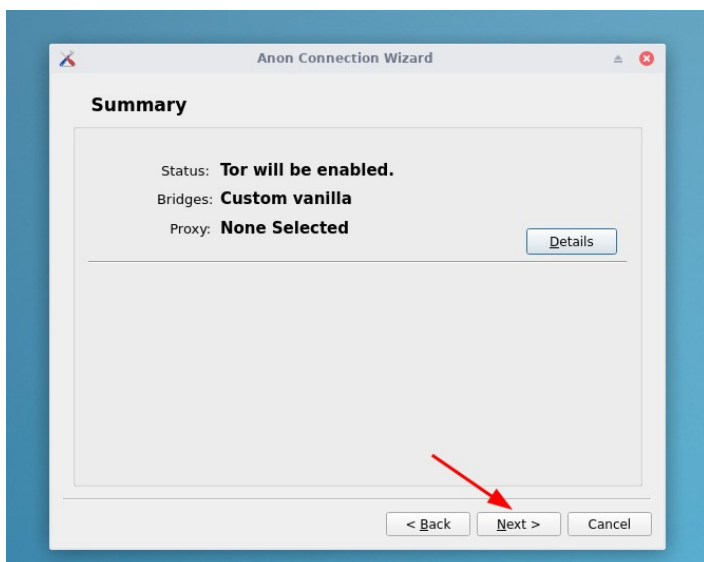 Anon Connection Wizard
Summary
Status: Tor will be enabled.
Bridges: Custom vanilla
Proxy: None Selected
Details
< Back Next > Cancel